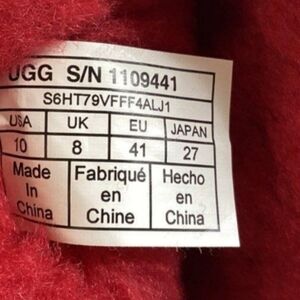 UGG S/N 1109441
S6HT79VFFF4ALJ1
USA UK EU JAPAN
10 8 41 27
Made Fabriqué Hecho
In en en
China Chine China